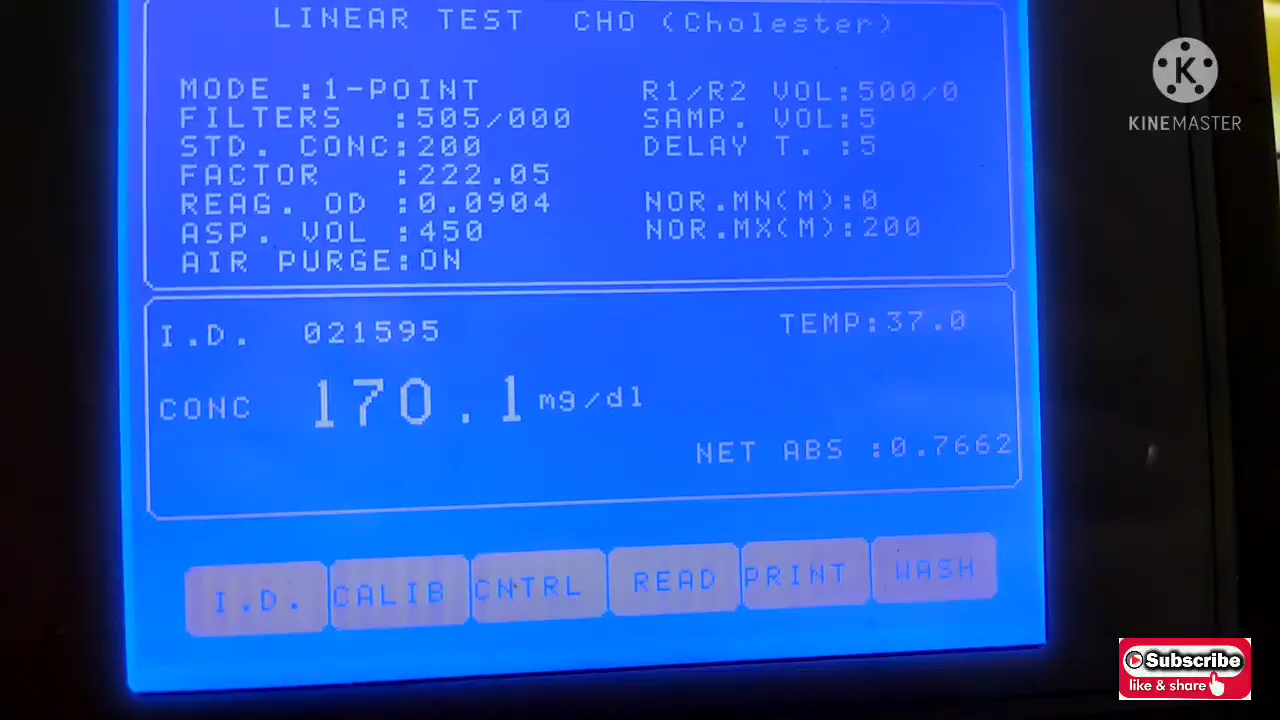 LINEAR TEST CHO (Cholester)
MODE :1-POINT R1/R2 VOL:500/0
FILTERS :505/000 SAMP. VOL:5
STD. CONC:200 DELAY T. :5
FACTOR :222.05
REAG. OD :0.0904 NOR.MN(M):0
ASP. VOL :450 NOR.MX(M):200
AIR PURGE:ON
I.D. 021595 TEMP:37.0
CONC 170.1 mg/dl
NET ABS :0.7662
I.D. CALIB CNTRL READ PRINT WASH
K
KINEMASTER
Subscribe
like & share